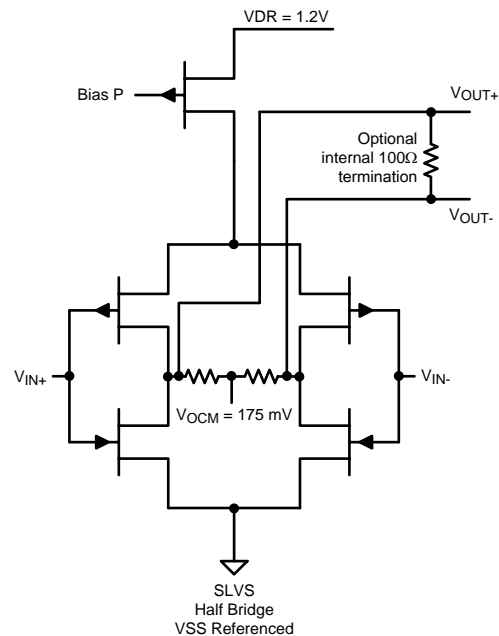 VDR = 1.2V
Bias P
VOUT+
Optional
internal 100Ω
termination
VOUT-
VIN+
VIN-
VOCM = 175 mV
SLVS
Half Bridge
VSS Referenced